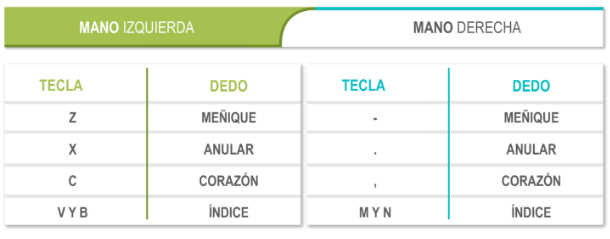 MANO IZQUIERDA MANO DERECHA
TECLA DEDO TECLA DEDO
Z MEÑIQUE - MEÑIQUE
X ANULAR . ANULAR
C CORAZÓN , CORAZÓN
V Y B ÍNDICE M Y N ÍNDICE